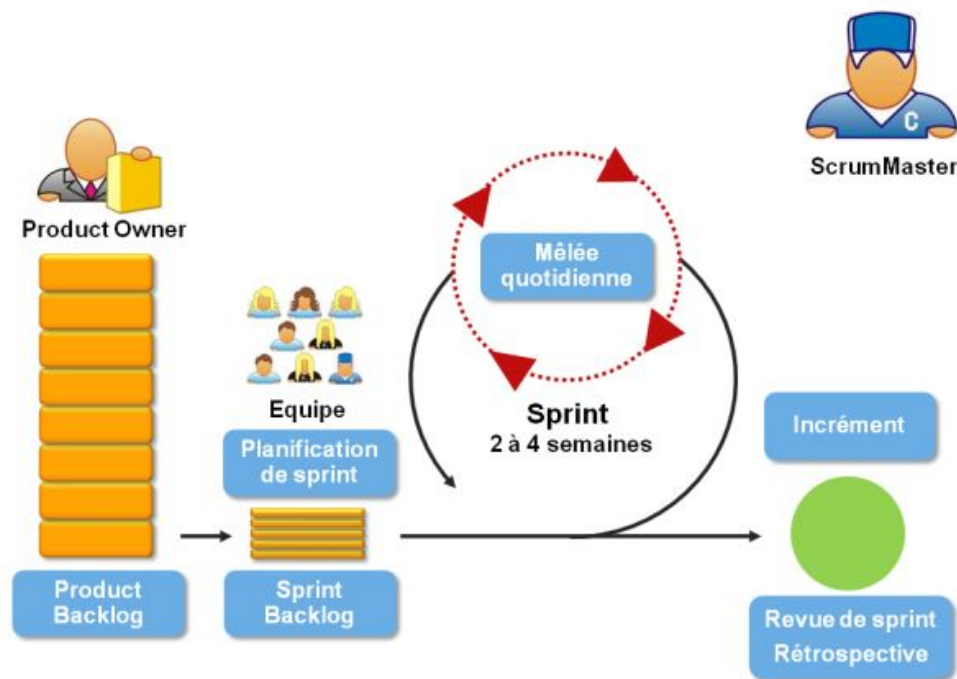 C
ScrumMaster
Product Owner
Mêlée
quotidienne
Equipe
Sprint
2 à 4 semaines
Planification
de sprint
Incrément
Product
Backlog
Sprint
Backlog
Revue de sprint
Rétrospective